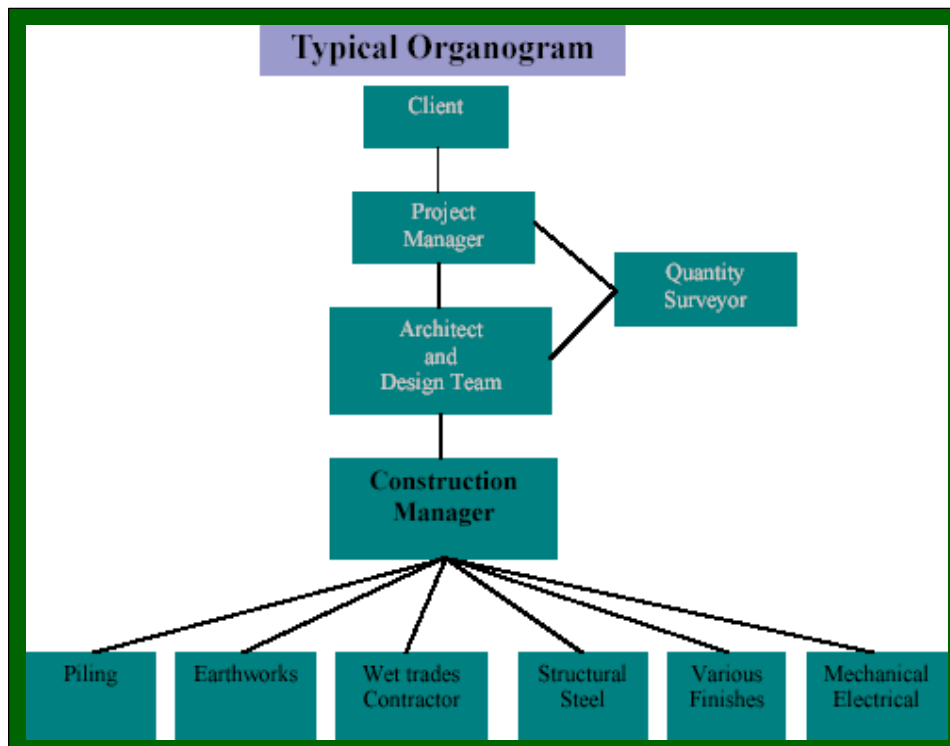 Typical Organogram
Client
Project
Manager
Quantity
Surveyor
Architect
and
Design Team
Construction
Manager
Piling
Earthworks
Wet trades
Contractor
Structural
Steel
Various
Finishes
Mechanical
Electrical